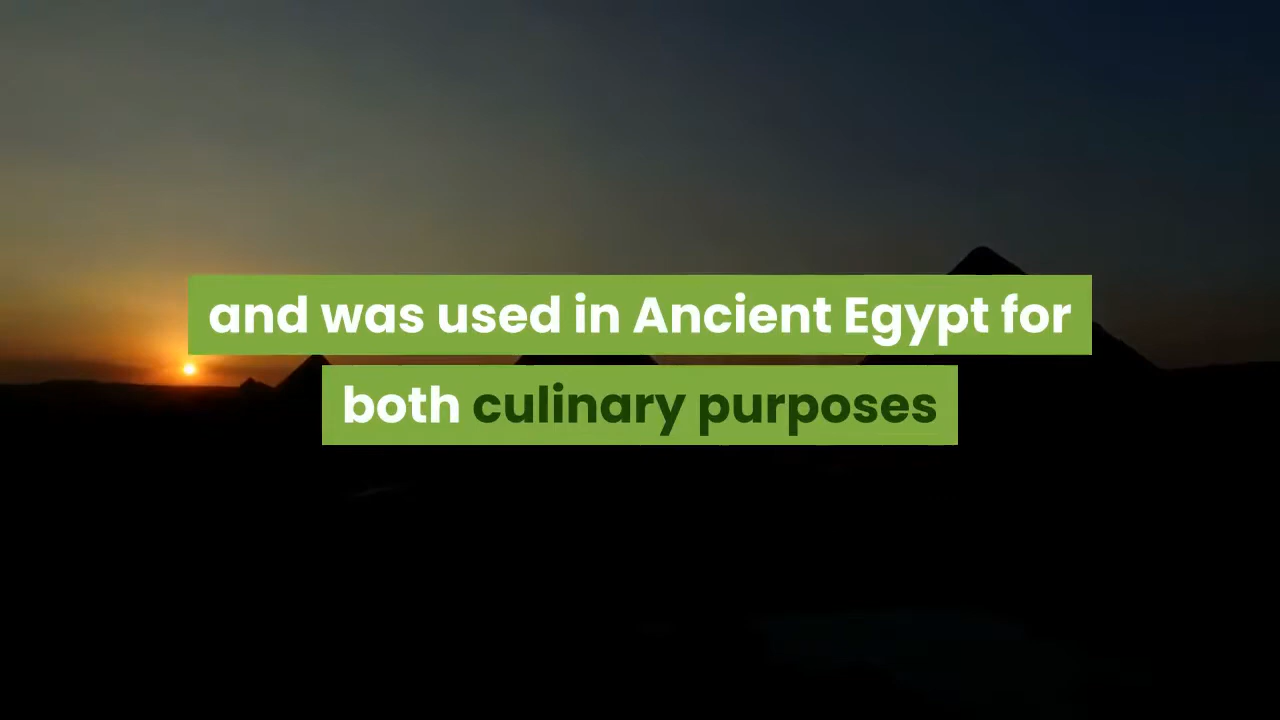 and was used in Ancient Egypt for
both culinary purposes